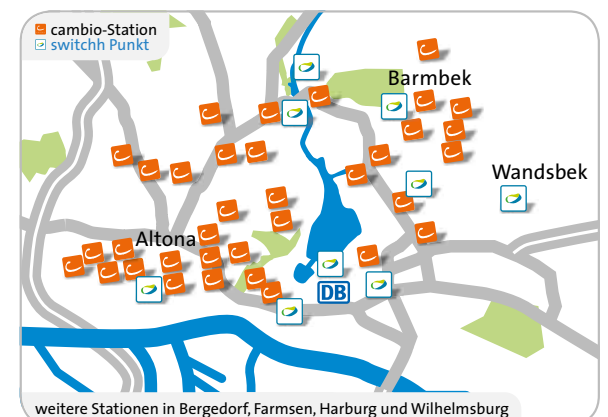 cambio-Station
switchh Punkt
Barmbek
Wandsbek
Altona
DB
weitere Stationen in Bergedorf, Farmsen, Harburg und Wilhelmsburg